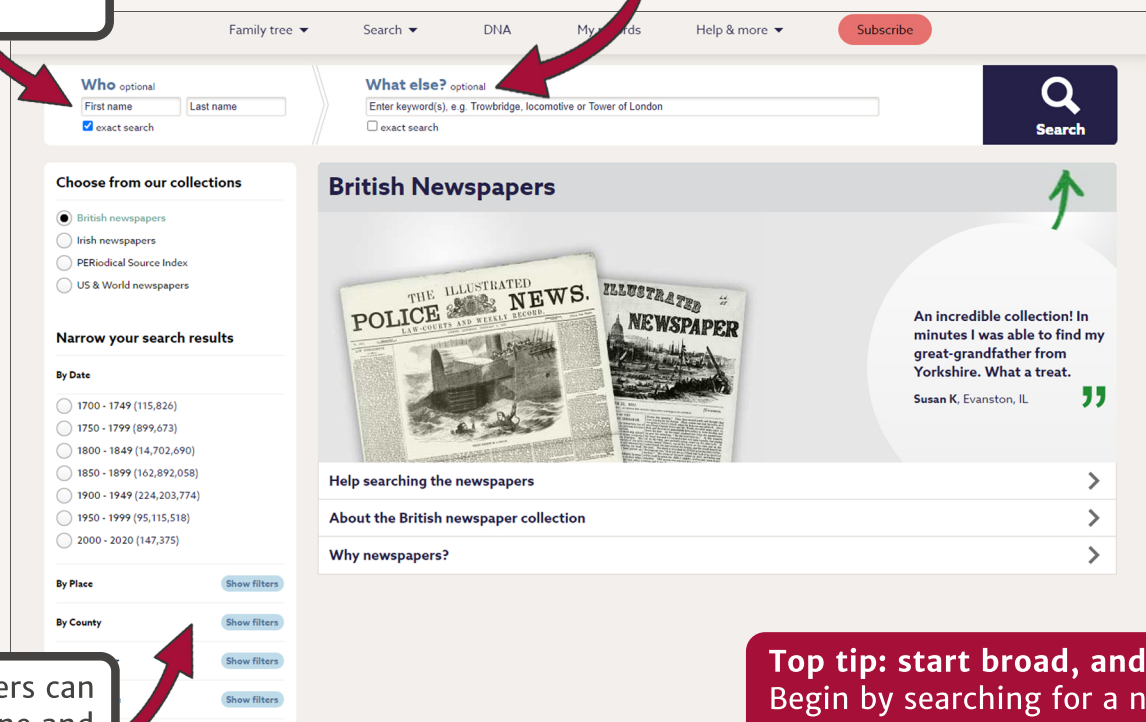 Family tree
Search
DNA
Help & more
Subscribe
Who optional
First name
Last name
exact search
What else? optional
Enter keyword(s), e.g. Trowbridge, locomotive or Tower of London
exact search
Search
Choose from our collections
British newspapers
Irish newspapers
PERiodical Source Index
US & World newspapers
Narrow your search results
By Date
1700 - 1749 (115,826)
1750 - 1799 (899,673)
1800 - 1849 (14,702,690)
1850 - 1899 (162,892,058)
1900 - 1949 (224,203,774)
1950 - 1999 (95,115,518)
2000 - 2020 (147,375)
By Place
Show filters
By County
Show filters
Show filters
Show filters
British Newspapers
THE ILLUSTRATED
POLICE NEWS.
LAW-COURTS AND WEEKLY RECORD.
ILLUSTRATED
NEWSPAPER
An incredible collection! In
minutes I was able to find my
great-grandfather from
Yorkshire. What a treat.
Susan K, Evanston, IL
Help searching the newspapers
About the British newspaper collection
Why newspapers?
ers can
and
Top tip: start broad, and
Begin by searching for a n